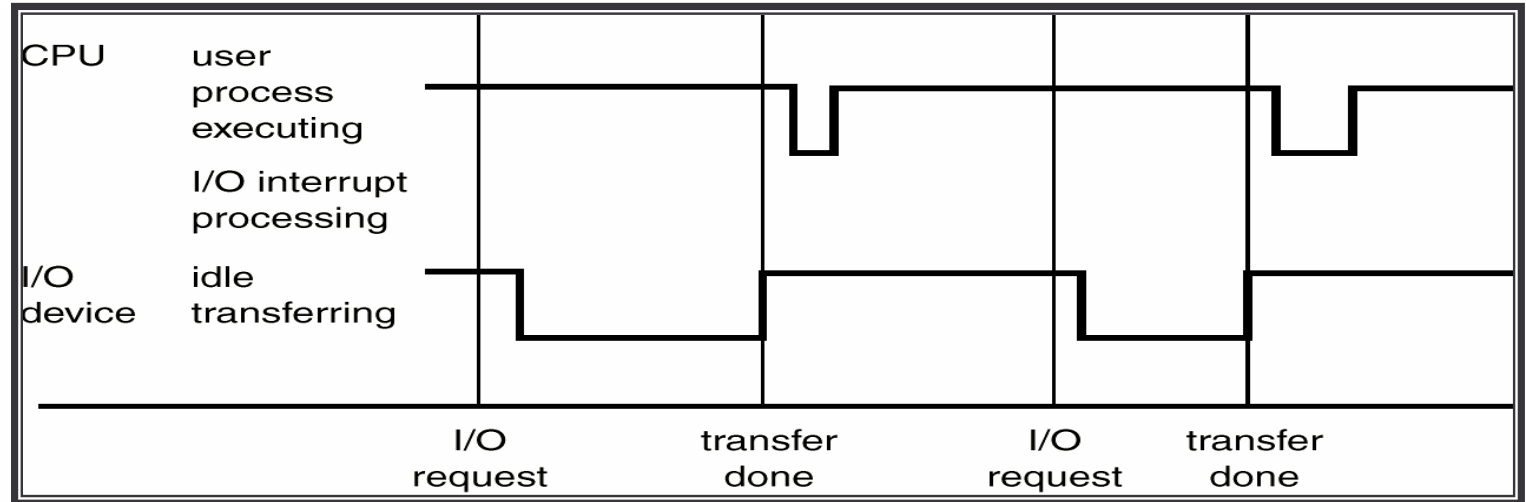 CPU user
process
executing
I/O interrupt
processing
I/O idle
device transferring
I/O transfer I/O transfer
request done request done